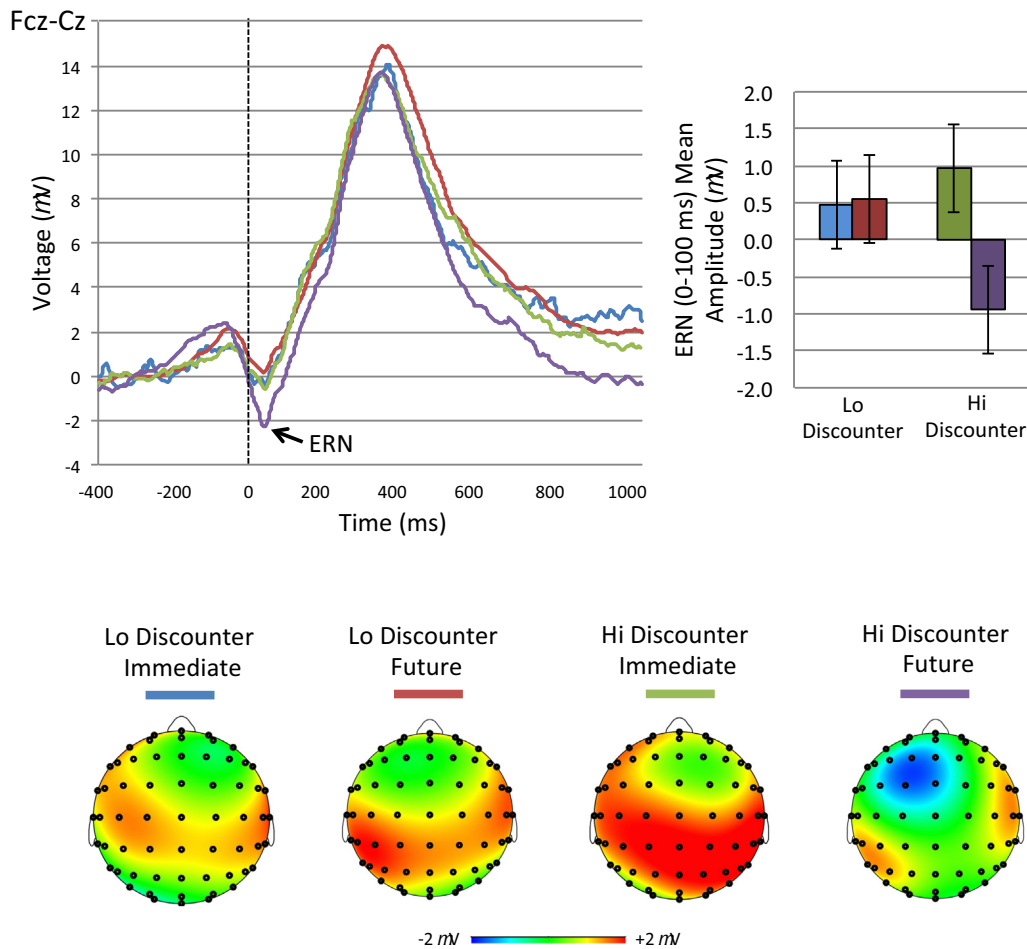 Fcz-Cz
14
12
10
8
6
4
2
0
-2
-4
Voltage (mV)
-400 -200 0 200 400 600 800 1000
Time (ms)
ERN
ERN (0-100 ms) Mean
Amplitude (mV)
2.0
1.5
1.0
0.5
0.0
-0.5
-1.0
-1.5
-2.0
Lo
Discounter
Hi
Discounter
Lo Discounter
Immediate
Lo Discounter
Future
Hi Discounter
Immediate
Hi Discounter
Future
-2 mV +2 mV